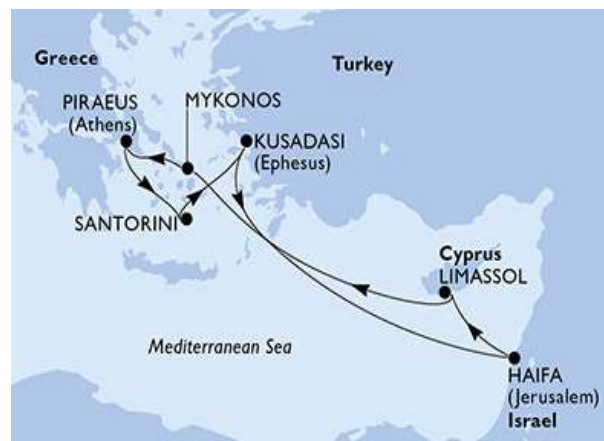 Greece
Turkey
PIRAEUS
(Athens)
MYKONOS
KUSADASI
(Ephesus)
SANTORINI
Cyprus
LIMASSOL
Mediterranean Sea
HAIFA
(Jerusalem)
Israel